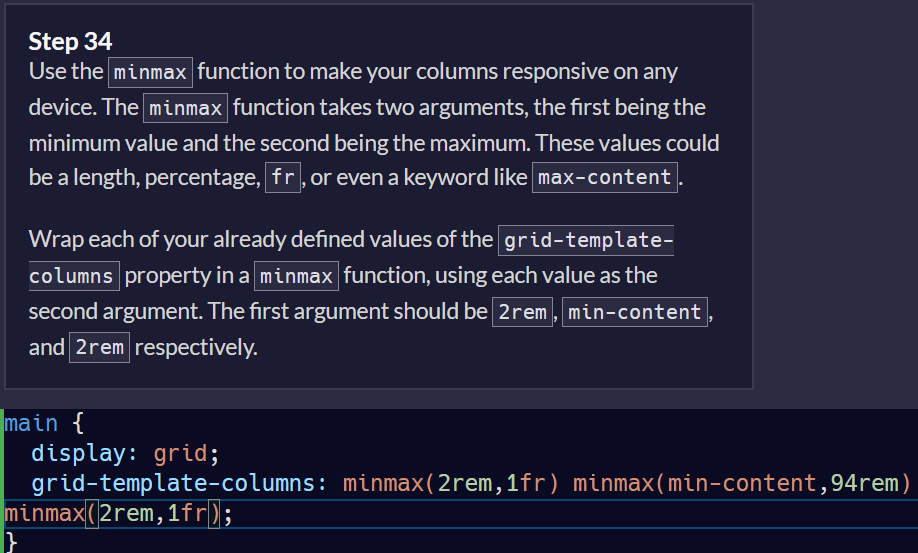 Step 34
Use the minmax function to make your columns responsive on any
device. The minmax function takes two arguments, the first being the
minimum value and the second being the maximum. These values could
be a length, percentage, fr, or even a keyword like max-content.
Wrap each of your already defined values of the grid-template-
columns property in a minmax function, using each value as the
second argument. The first argument should be 2rem, min-content,
and 2rem respectively.
main {
display: grid;
grid-template-columns: minmax(2rem,1fr) minmax(min-content,94rem)
minmax(2rem,1fr);
}